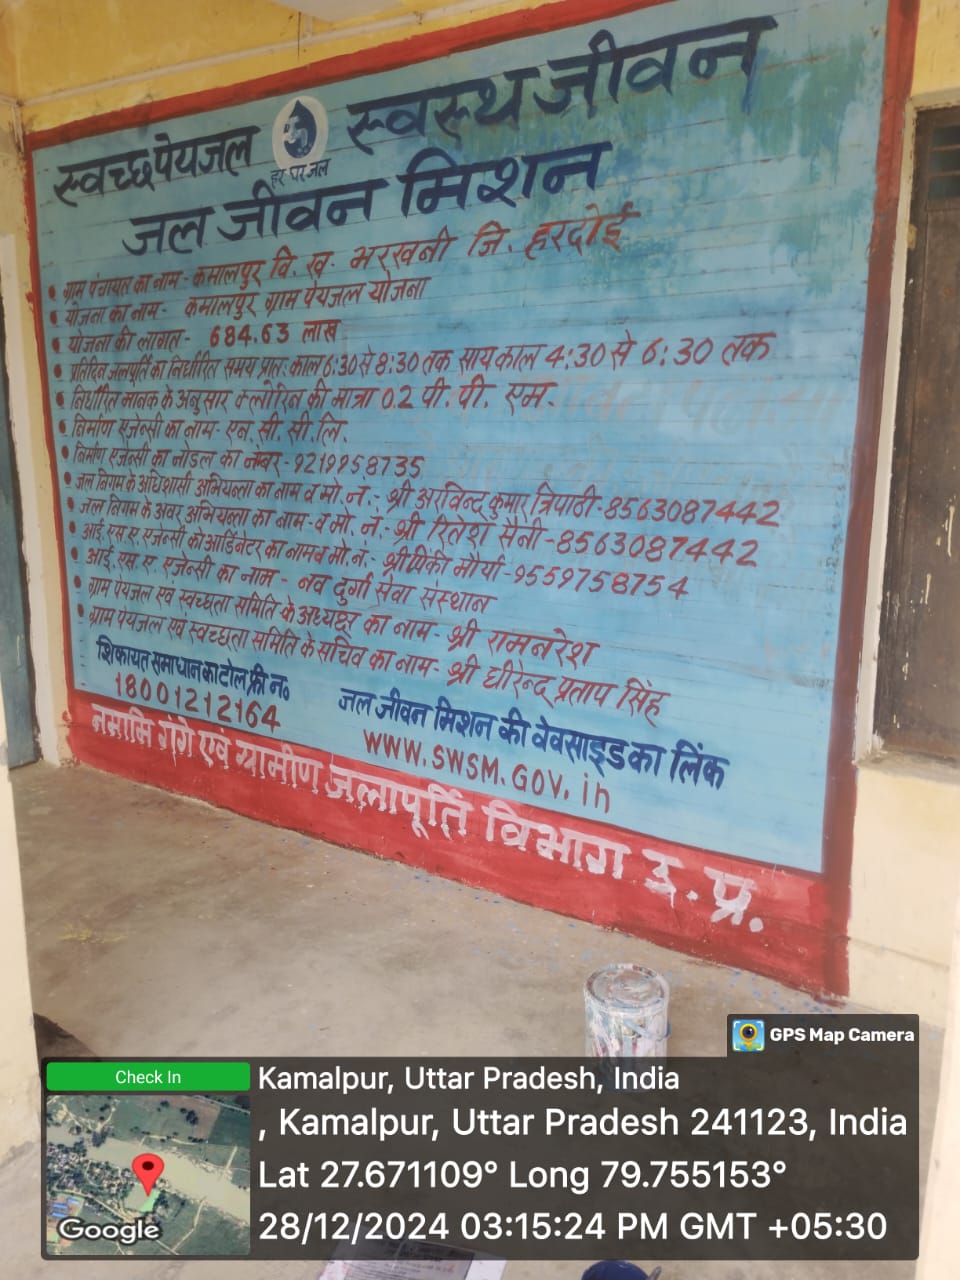 स्वच्छ पेयजल स्वस्थ जीवन
हर घर जल
जल जीवन मिशन
• ग्राम पंचायत का नाम - कमालपुर वि. ख. भरखनी जि. हरदोई
• योजना का नाम - कमालपुर ग्राम पेयजल योजना
• योजना की लागत - 684.63 लाख
• प्रतिदिन जलपूर्ति का निर्धारित समय प्रातः काल 6:30 से 8:30 तक सायं काल 4:30 से 6:30 तक
• निर्धारित मानक के अनुसार क्लोरिन की मात्रा 0.2 पी. पी. एम.
• निर्माण एजेन्सी का नाम- एन. सी. सी. लि.
• निर्माण एजेन्सी का नोडल का नम्बर - 9219958735
• जल निगम के अधिशासी अभियन्ता का नाम व मो. नं.- श्री अरविन्द कुमार त्रिपाठी - 8563087442
• जल निगम के अवर अभियन्ता का नाम - व मो. नं.- श्री रितेश सैनी - 8563087442
• आई. एस. ए एजेन्सी कोआर्डिनेटर का नाम व मो. नं.- श्री पिंकी मौर्या - 9559758754
• आई. एस. ए. एजेन्सी का नाम - नव दुर्गा सेवा संस्थान
• ग्राम पेयजल एवं स्वच्छता समिति के अध्यक्ष का नाम - श्री रामनरेश
• ग्राम पेयजल एवं स्वच्छता समिति के सचिव का नाम - श्री धीरेन्द्र प्रताप सिंह
शिकायत समाधान का टोल फ्री न०
18001212164
जल जीवन मिशन की वेवसाइड का लिंक
www.SWSM.GOV.in
नमामि गंगे एवं ग्रामीण जलापूर्ति विभाग उ.प्र.
GPS Map Camera
Check In
Google
Kamalpur, Uttar Pradesh, India
, Kamalpur, Uttar Pradesh 241123, India
Lat 27.671109° Long 79.755153°
28/12/2024 03:15:24 PM GMT +05:30